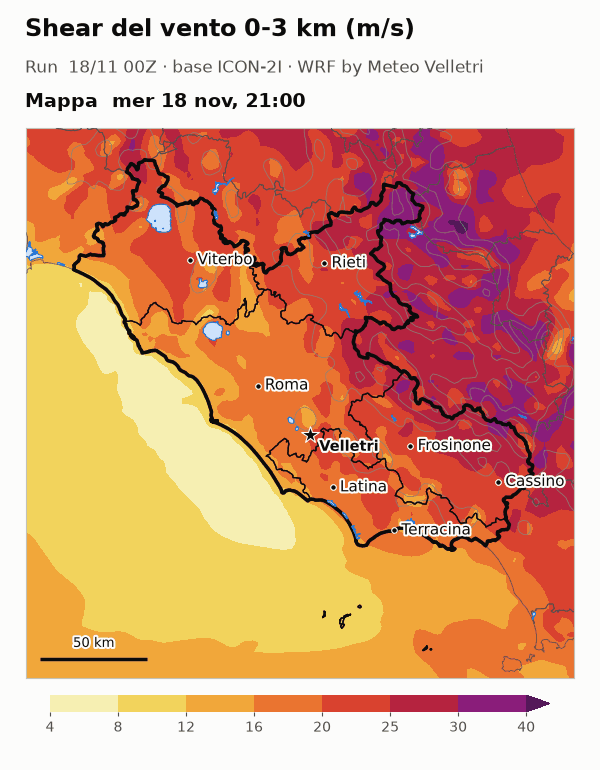 Shear del vento 0-3 km (m/s)
Run  18/11 00Z · base ICON-2I · WRF by Meteo Velletri
Mappa  mer 18 nov, 21:00
Viterbo
Rieti
Roma
Velletri
Frosinone
Latina
Cassino
Terracina
50 km
4 8 12 16 20 25 30 40